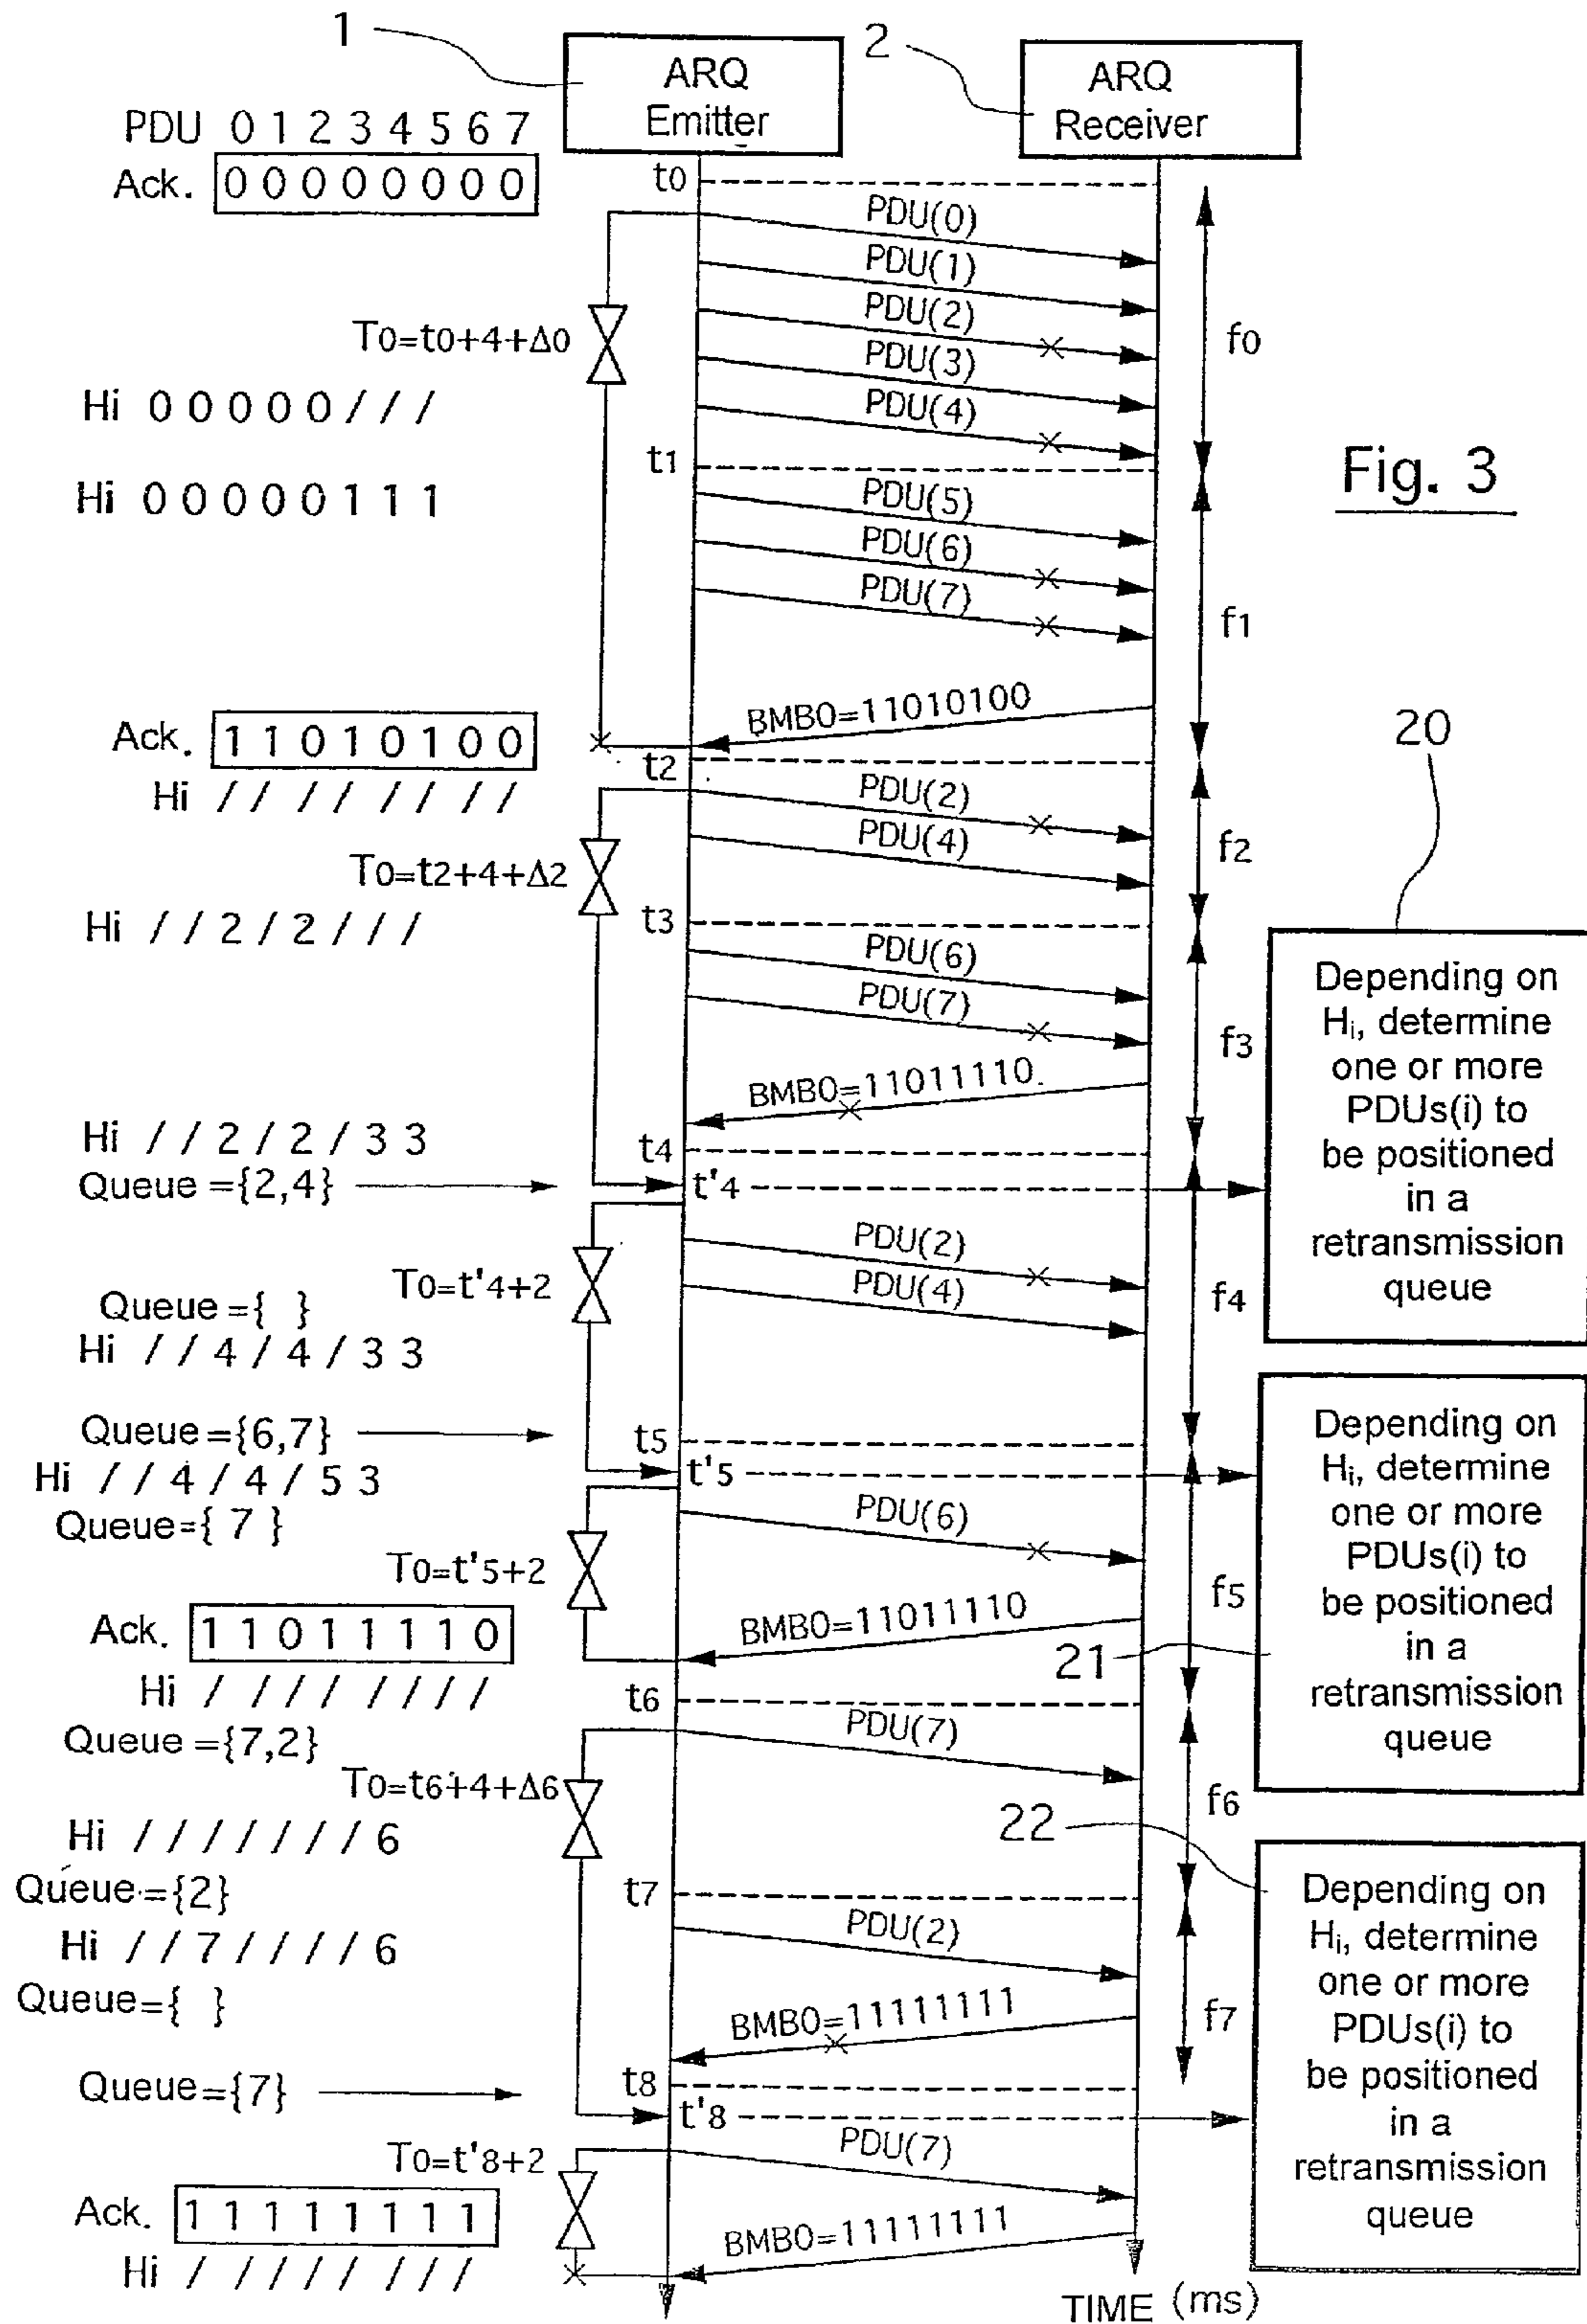 1
ARQ
Emitter
2
ARQ
Receiver
PDU 0 1 2 3 4 5 6 7
Ack. 0 0 0 0 0 0 0 0
t0
PDU(0)
PDU(1)
PDU(2)
T0=t0+4+Δ0
f0
PDU(3)
Hi 0 0 0 0 0 / / /
PDU(4)
t1
Fig. 3
Hi 0 0 0 0 0 1 1 1
PDU(5)
PDU(6)
PDU(7)
f1
BMB0=11010100
Ack. 1 1 0 1 0 1 0 0
20
t2
Hi / / / / / / / /
PDU(2)
PDU(4)
f2
T0=t2+4+Δ2
Hi / / 2 / 2 / / /
t3
PDU(6)
PDU(7)
f3
Depending on
Hi, determine
one or more
PDUs(i) to
be positioned
in a
retransmission
queue
BMB0=11011110.
Hi / / 2 / 2 / 3 3
t4
Queue ={2,4}
t'4
PDU(2)
T0=t'4+2
PDU(4)
f4
Queue ={ }
Hi / / 4 / 4 / 3 3
Queue ={6,7}
t5
Hi / / 4 / 4 / 5 3
t'5
Queue={ 7 }
PDU(6)
T0=t'5+2
f5
Depending on
Hi, determine
one or more
PDUs(i) to
be positioned
in a
retransmission
queue
BMB0=11011110
Ack. 1 1 0 1 1 1 1 0
21
Hi / / / / / / / /
t6
Queue ={7,2}
PDU(7)
T0=t6+4+Δ6
f6
22
Hi / / / / / / / 6
Queue={2}
t7
PDU(2)
Hi / / 7 / / / / 6
Queue={ }
BMB0=11111111
f7
Depending on
Hi, determine
one or more
PDUs(i) to
be positioned
in a
retransmission
queue
Queue={7}
t8
t'8
PDU(7)
T0=t'8+2
Ack. 1 1 1 1 1 1 1 1
BMB0=11111111
Hi / / / / / / / /
TIME (ms)